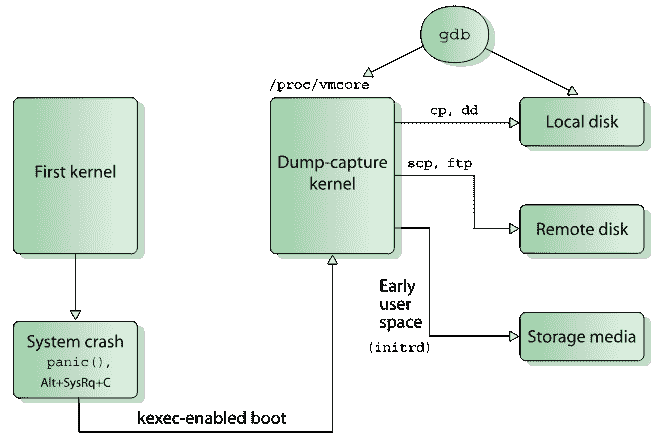 gdb
/proc/vmcore
First kernel
Dump-capture
kernel
cp, dd
Local disk
scp, ftp
Remote disk
Early
user
space
(initrd)
Storage media
System crash
panic(),
Alt+SysRq+C
kexec-enabled boot